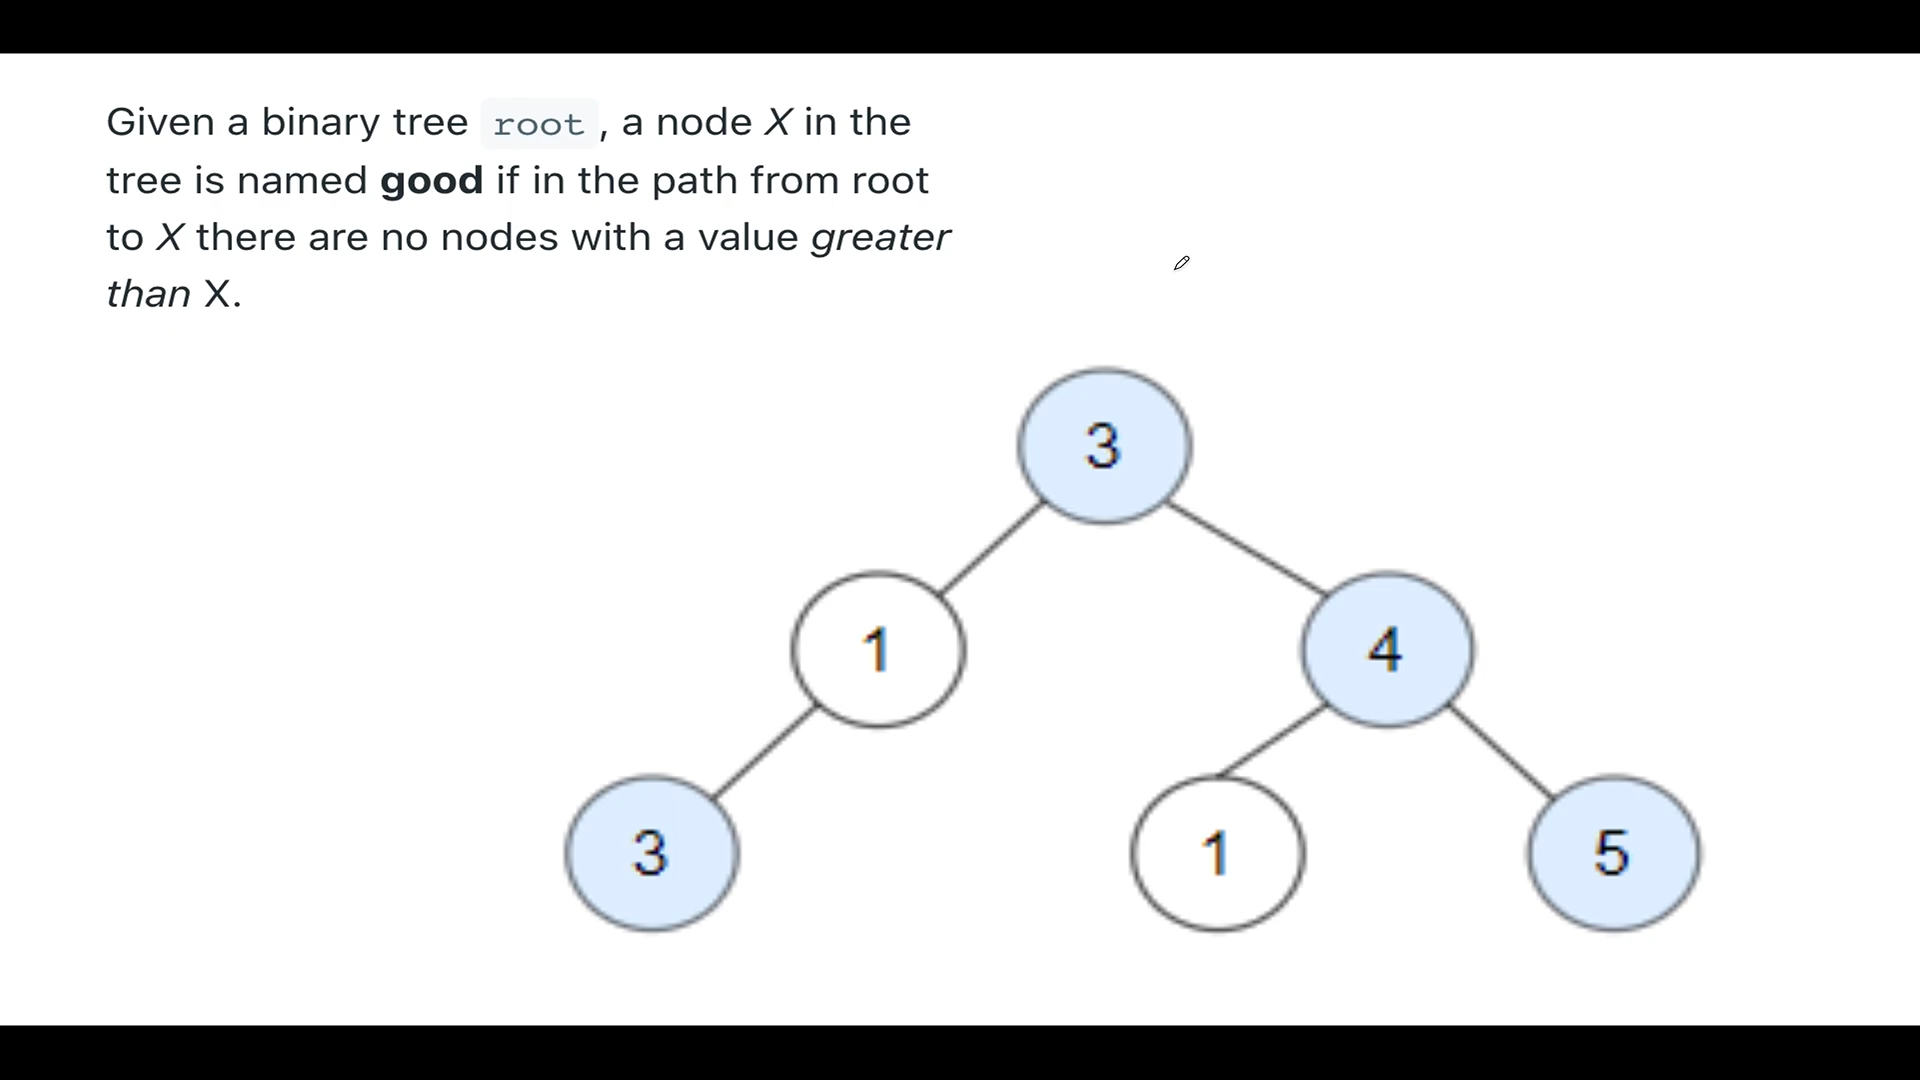 Given a binary tree root, a node X in the
tree is named good if in the path from root
to X there are no nodes with a value greater
than X.
3
1 4
3 1 5